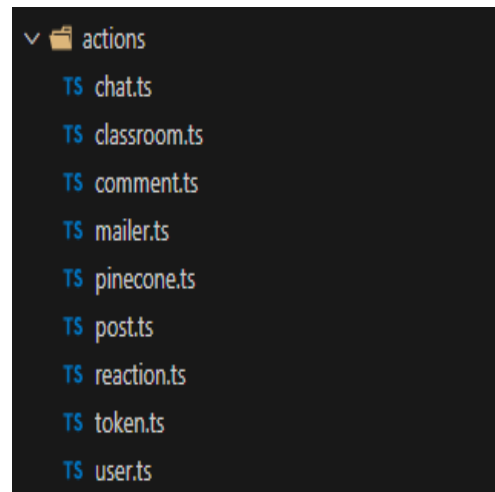 actions
TS chat.ts
TS classroom.ts
TS comment.ts
TS mailer.ts
TS pinecone.ts
TS post.ts
TS reaction.ts
TS token.ts
TS user.ts